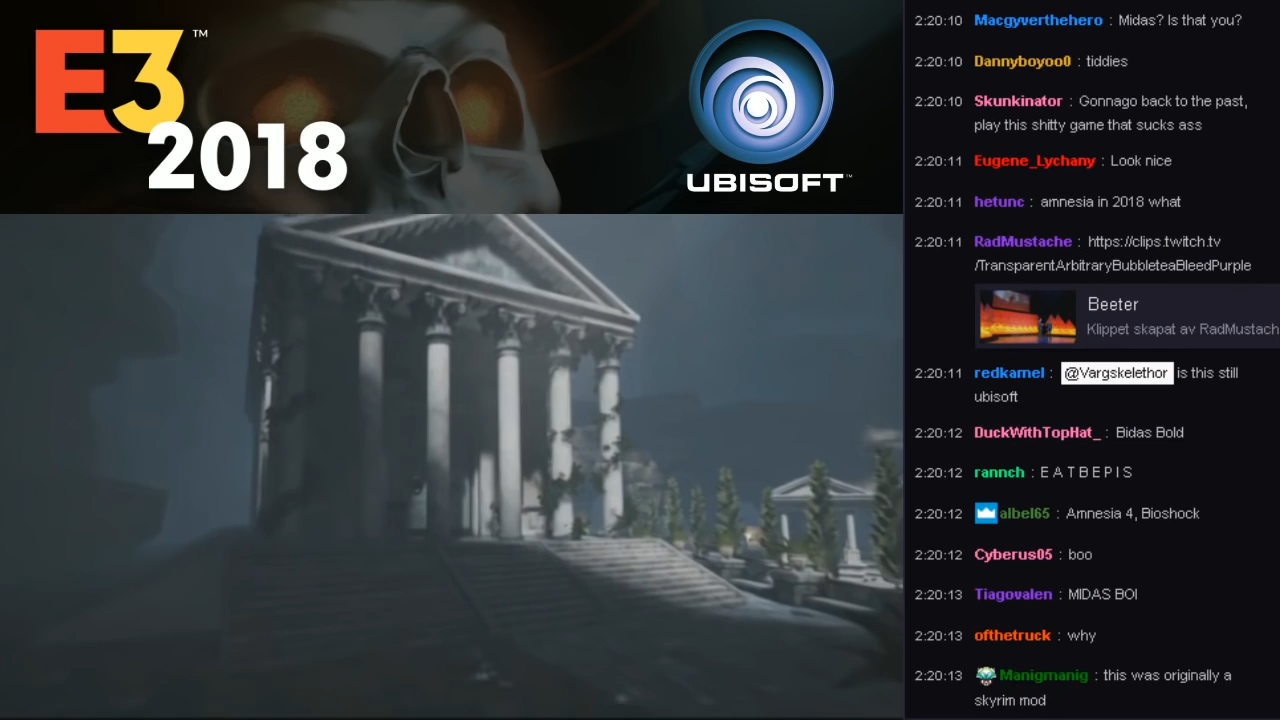 E3™
2018
UBISOFT™
2:20:10 Macgyverthehero : Midas? Is that you?
2:20:10 Dannyboyoo0 : tiddies
2:20:10 Skunkinator : Gonnago back to the past,
play this shitty game that sucks ass
2:20:11 Eugene_Lychany : Look nice
2:20:11 hetunc : amnesia in 2018 what
2:20:11 RadMustache : https://clips.twitch.tv
/TransparentArbitraryBubbleteaBleedPurple
Beeter
Klippet skapat av RadMustach
2:20:11 redkamel : @Vargskelethor is this still
ubisoft
2:20:12 DuckWithTopHat_ : Bidas Bold
2:20:12 rannch : E A T B E P I S
2:20:12 albel65 : Amnesia 4, Bioshock
2:20:12 Cyberus05 : boo
2:20:13 Tiagovalen : MIDAS BOI
2:20:13 ofthetruck : why
2:20:13 Manigmanig : this was originally a
skyrim mod